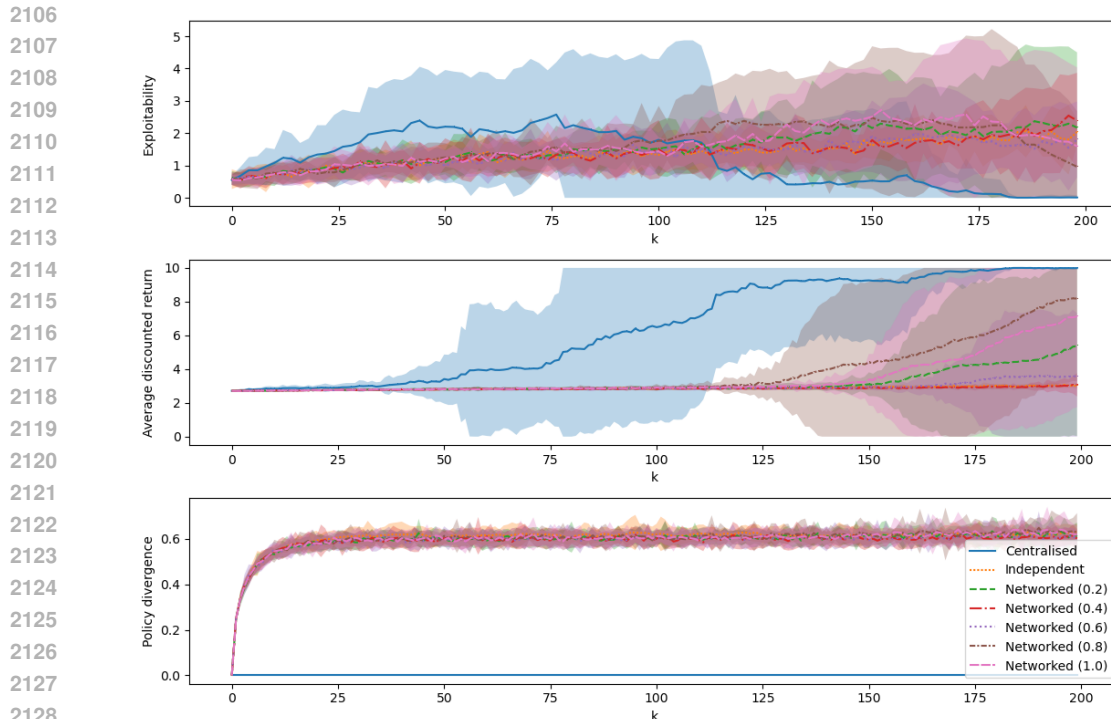 2106
2107
2108
2109
2110
2111
2112
2113
2114
2115
2116
2117
2118
2119
2120
2121
2122
2123
2124
2125
2126
2127
2128
5
4
3
2
1
0
Exploitability
0 25 50 75 100 125 150 175 200
k
10
8
6
4
2
0
Average discounted return
0 25 50 75 100 125 150 175 200
k
0.6
0.4
0.2
0.0
Policy divergence
Centralised
Independent
Networked (0.2)
Networked (0.4)
Networked (0.6)
Networked (0.8)
Networked (1.0)
0 25 50 75 100 125 150 175 200
k